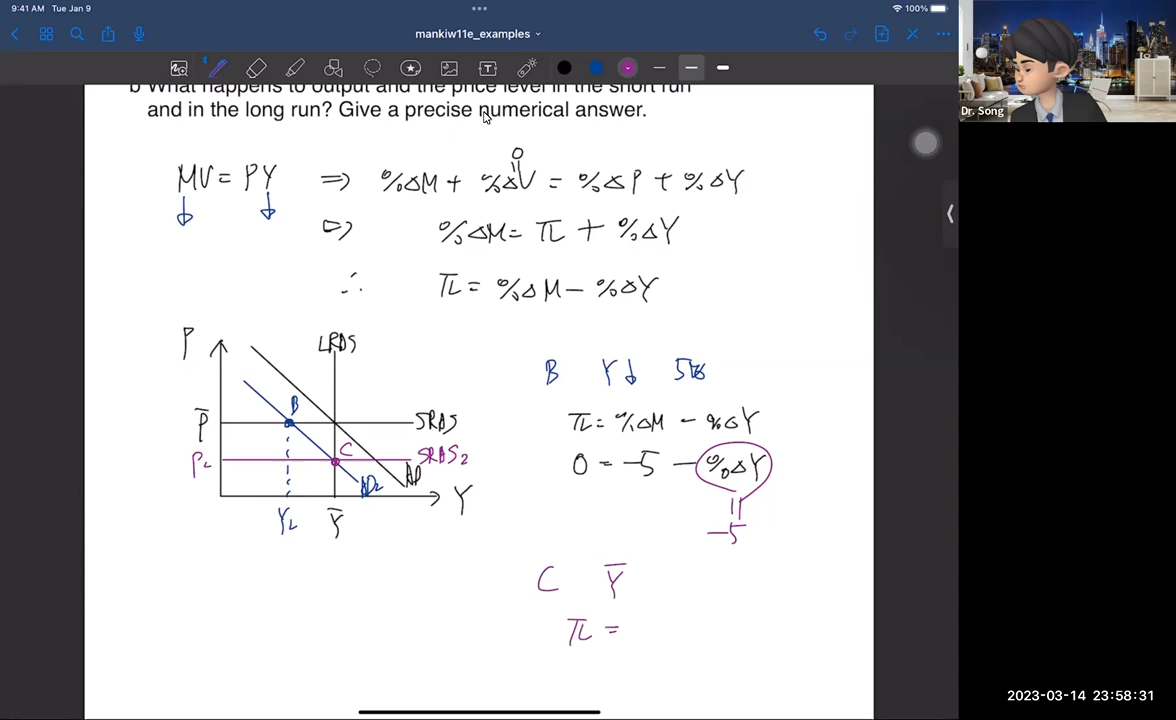 9:41 AM Tue Jan 9
100%
mankiw11e_examples
b What happens to output and the price level in the short run
and in the long run? Give a precise numerical answer.
0
MV = PY ⇒ %ΔM + %ΔV = %ΔP + %ΔY
⇒ %ΔM = π + %ΔY
∴ π = %ΔM − %ΔY
P
LRAS
B Y↓ 5%
P̄
B
SRAS
π = %ΔM − %ΔY
P2
C
SRAS2
0 = −5 − %ΔY
AD2
AD
Y
−5
Y2
Ȳ
C Ȳ
π =
Dr. Song
2023-03-14 23:58:31